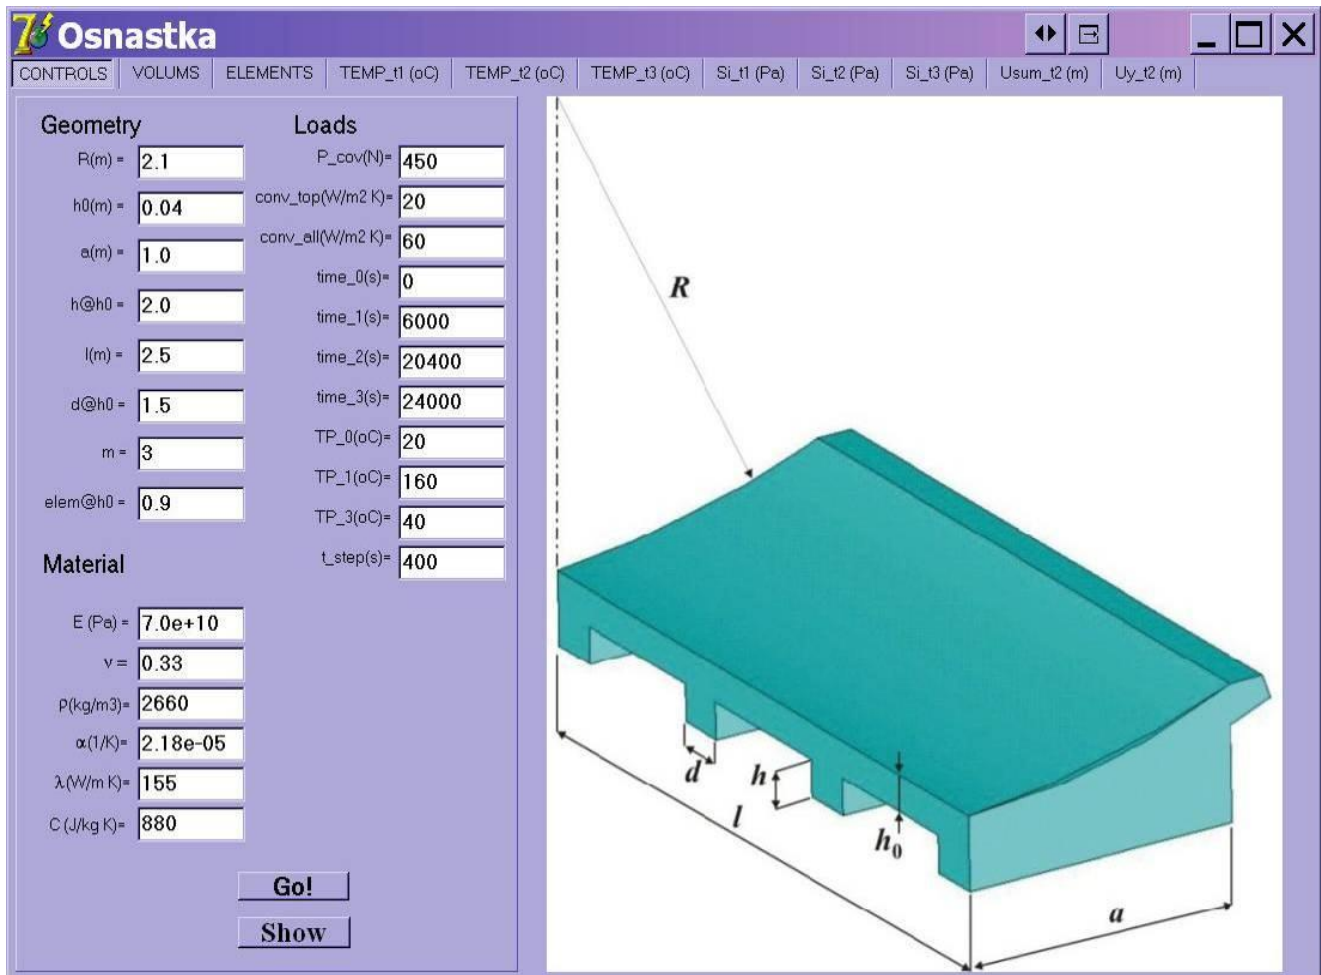 Osnastka
CONTROLS VOLUMS ELEMENTS TEMP_t1 (oC) TEMP_t2 (oC) TEMP_t3 (oC) Si_t1 (Pa) Si_t2 (Pa) Si_t3 (Pa) Usum_t2 (m) Uy_t2 (m)
Geometry
R(m) = 2.1
h0(m) = 0.04
a(m) = 1.0
h@h0 = 2.0
l(m) = 2.5
d@h0 = 1.5
m = 3
elem@h0 = 0.9
Material
E (Pa) = 7.0e+10
ν = 0.33
ρ(kg/m3)= 2660
α(1/K)= 2.18e-05
λ(W/m K)= 155
C (J/kg K)= 880
Loads
P_cov(N)= 450
conv_top(W/m2 K)= 20
conv_all(W/m2 K)= 60
time_0(s)= 0
time_1(s)= 6000
time_2(s)= 20400
time_3(s)= 24000
TP_0(oC)= 20
TP_1(oC)= 160
TP_3(oC)= 40
t_step(s)= 400
Go!
Show
R
d
h
l
h0
a